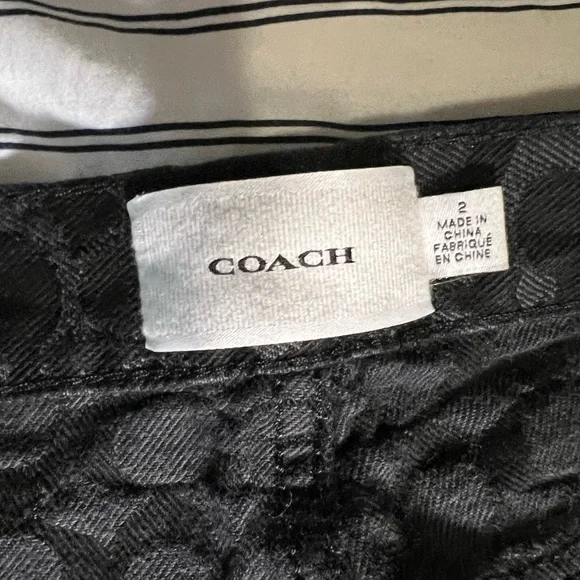 COACH
2
MADE IN
CHINA
FABRIQUÉ
EN CHINE